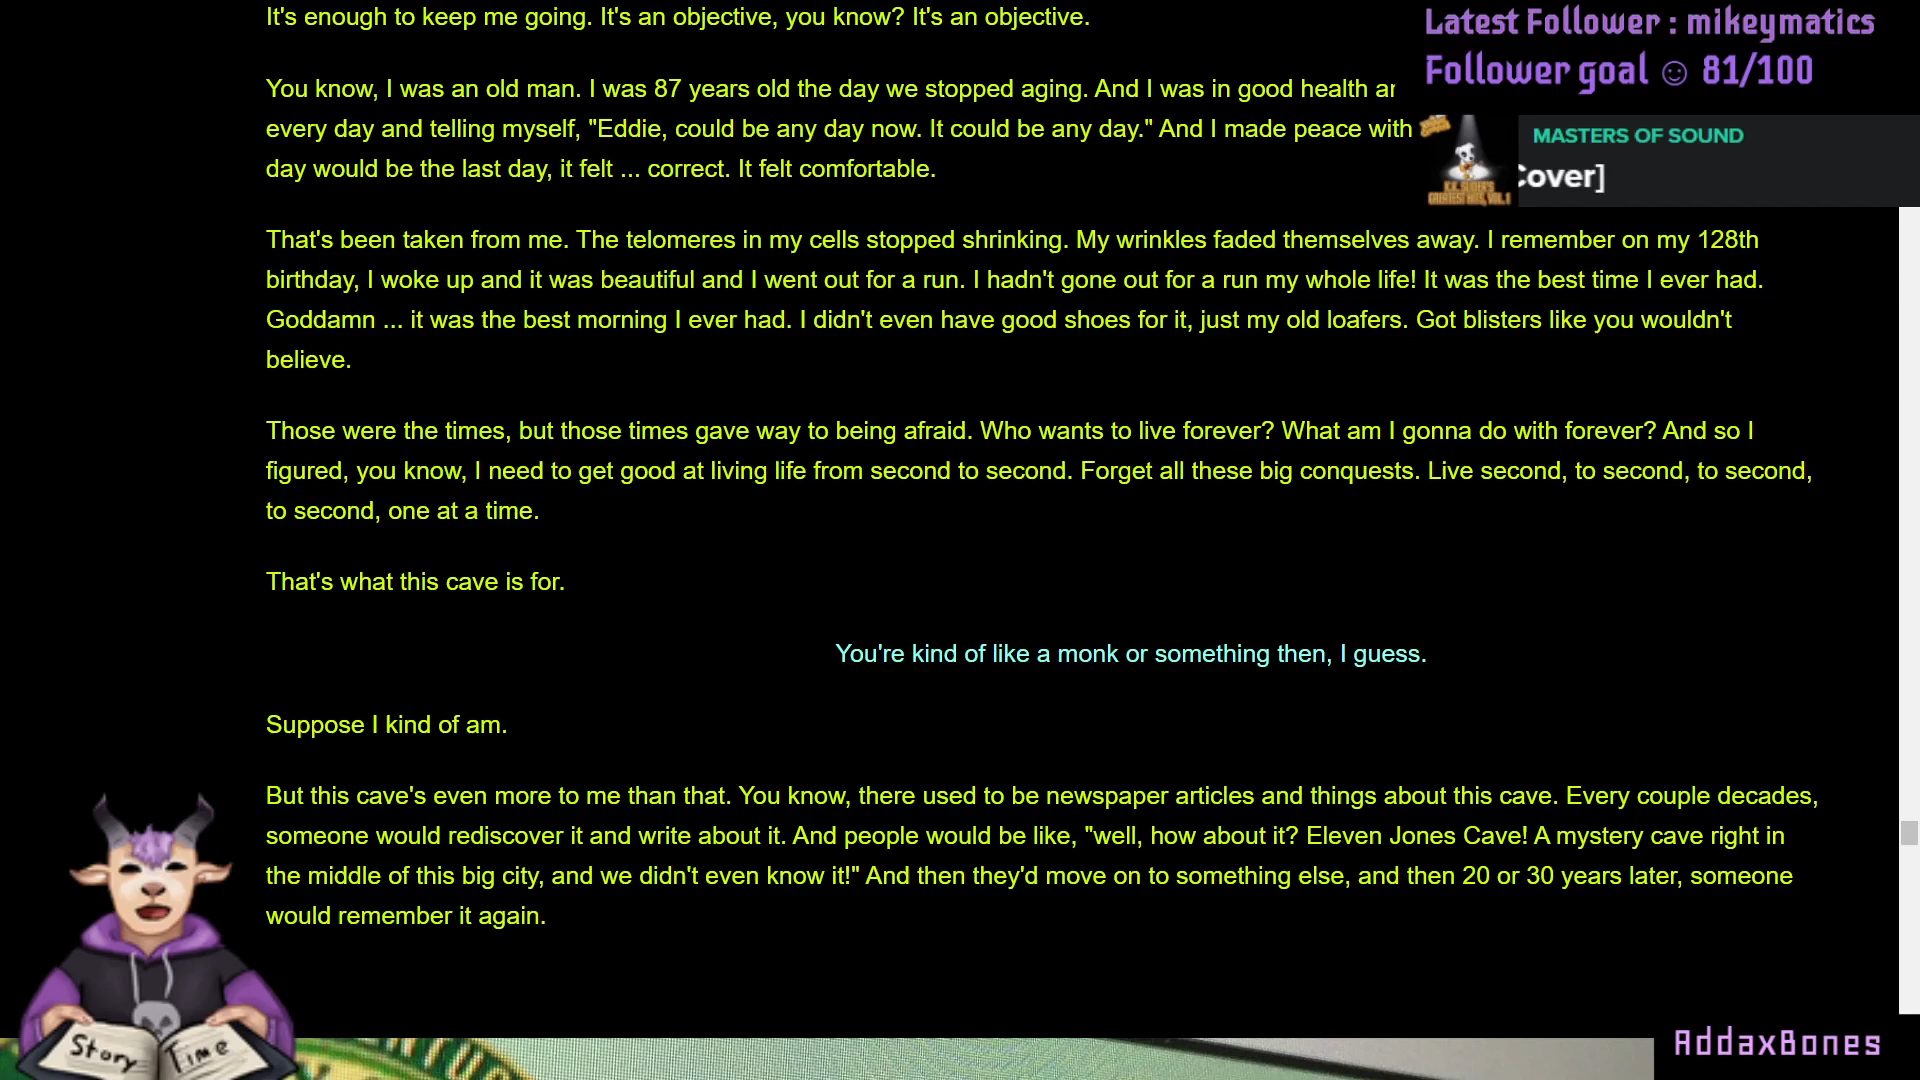 It's enough to keep me going. It's an objective, you know? It's an objective.
Latest Follower : mikeymatics
Follower goal ☺ 81/100
MASTERS OF SOUND
Cover]
K.K. SLIDER'S
GREATEST HITS, VOL. 1
You know, I was an old man. I was 87 years old the day we stopped aging. And I was in good health
every day and telling myself, "Eddie, could be any day now. It could be any day." And I made peace with
day would be the last day, it felt ... correct. It felt comfortable.
That's been taken from me. The telomeres in my cells stopped shrinking. My wrinkles faded themselves away. I remember on my 128th
birthday, I woke up and it was beautiful and I went out for a run. I hadn't gone out for a run my whole life! It was the best time I ever had.
Goddamn ... it was the best morning I ever had. I didn't even have good shoes for it, just my old loafers. Got blisters like you wouldn't
believe.
Those were the times, but those times gave way to being afraid. Who wants to live forever? What am I gonna do with forever? And so I
figured, you know, I need to get good at living life from second to second. Forget all these big conquests. Live second, to second, to second,
to second, one at a time.
That's what this cave is for.
You're kind of like a monk or something then, I guess.
Suppose I kind of am.
But this cave's even more to me than that. You know, there used to be newspaper articles and things about this cave. Every couple decades,
someone would rediscover it and write about it. And people would be like, "well, how about it? Eleven Jones Cave! A mystery cave right in
the middle of this big city, and we didn't even know it!" And then they'd move on to something else, and then 20 or 30 years later, someone
would remember it again.
Story Time
AddaxBones